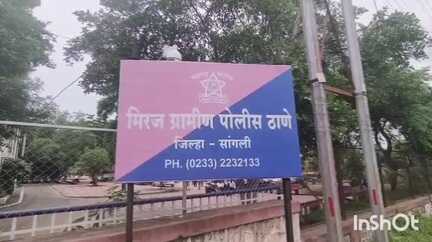 मिरज ग्रामीण पोलीस ठाणे
जिल्हा - सांगली
PH. (0233) 2232133
InShOt